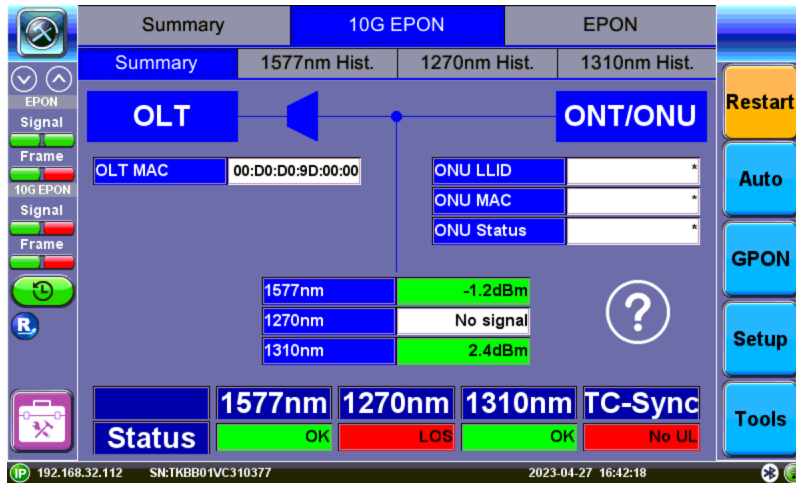 Summary
10G EPON
EPON
Summary
1577nm Hist.
1270nm Hist.
1310nm Hist.
EPON
Signal
Frame
10G EPON
Signal
Frame
R
OLT
ONT/ONU
OLT MAC 00:D0:D0:9D:00:00
ONU LLID *
ONU MAC *
ONU Status *
1577nm -1.2dBm
1270nm No signal
1310nm 2.4dBm
?
1577nm 1270nm 1310nm TC-Sync
Status OK LOS OK No UL
Restart
Auto
GPON
Setup
Tools
IP 192.168.32.112 SN:TKBB01VC310377 2023-04-27 16:42:18